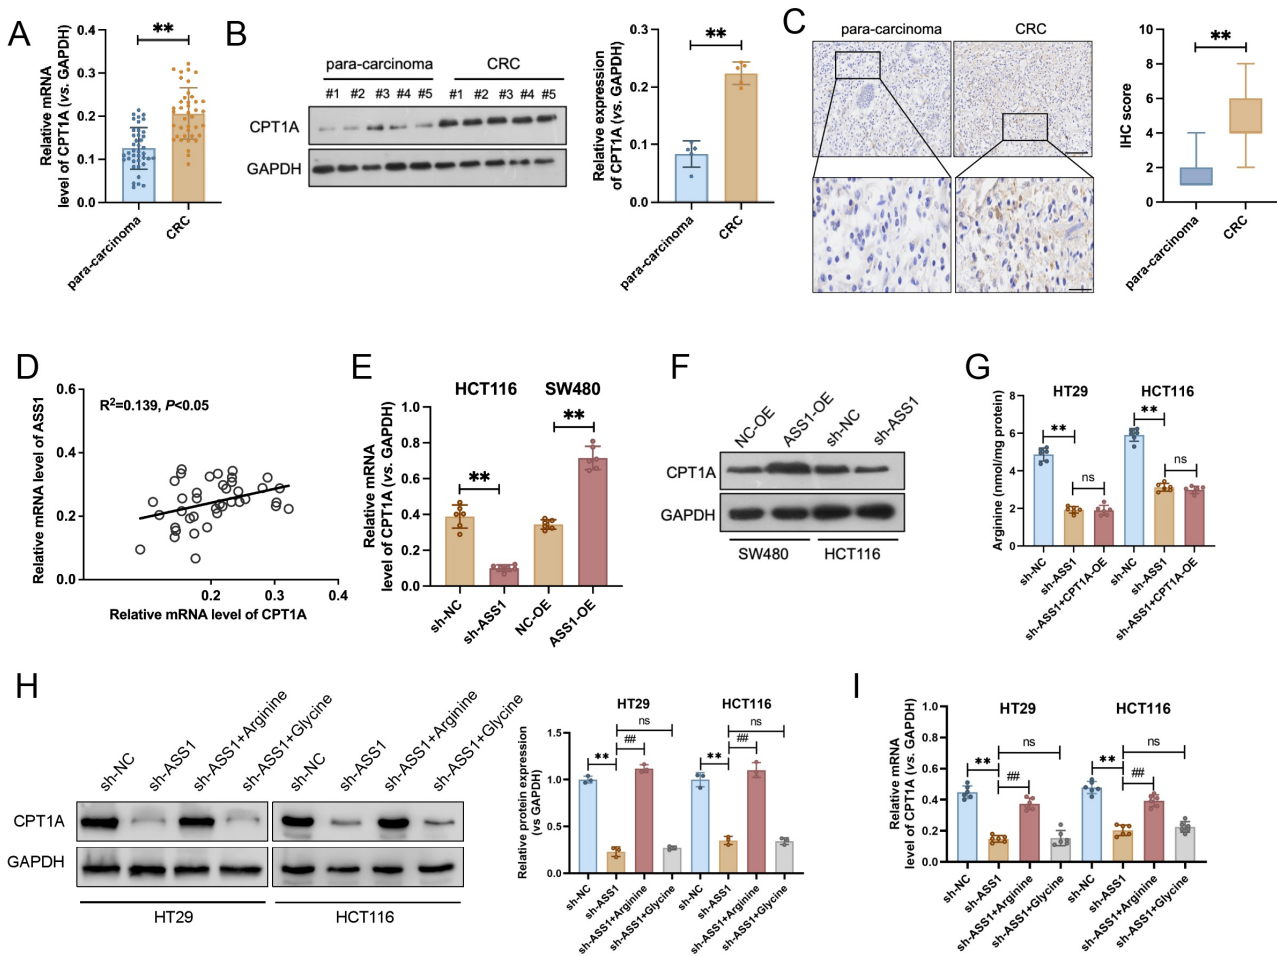 A
Relative mRNA
level of CPT1A (vs. GAPDH)
0.4
0.3
0.2
0.1
0.0
**
para-carcinoma
CRC
B
para-carcinoma
CRC
#1 #2 #3 #4 #5 #1 #2 #3 #4 #5
CPT1A
GAPDH
Relative expression
of CPT1A (vs. GAPDH)
0.3
0.2
0.1
0.0
**
para-carcinoma
CRC
C
para-carcinoma
CRC
IHC score
10
8
6
4
2
0
**
para-carcinoma
CRC
D
Relative mRNA level of ASS1
0.6
0.4
0.2
0.0
R2=0.139, P<0.05
0.2
0.3
0.4
Relative mRNA level of CPT1A
E
HCT116
SW480
Relative mRNA
level of CPT1A (vs. GAPDH)
1.0
0.8
0.6
0.4
0.2
0.0
**
**
sh-NC
sh-ASS1
NC-OE
ASS1-OE
F
NC-OE
ASS1-OE
sh-NC
sh-ASS1
CPT1A
GAPDH
SW480
HCT116
G
HT29
HCT116
Arginine (nmol/mg protein)
8
6
4
2
0
**
ns
**
ns
sh-NC
sh-ASS1
sh-ASS1+CPT1A-OE
sh-NC
sh-ASS1
sh-ASS1+CPT1A-OE
H
sh-NC
sh-ASS1
sh-ASS1+Arginine
sh-ASS1+Glycine
sh-NC
sh-ASS1
sh-ASS1+Arginine
sh-ASS1+Glycine
CPT1A
GAPDH
HT29
HCT116
HT29
HCT116
Relative protein expression
(vs GAPDH)
1.5
1.0
0.5
0.0
**
##
ns
**
##
ns
sh-NC
sh-ASS1
sh-ASS1+Arginine
sh-ASS1+Glycine
sh-NC
sh-ASS1
sh-ASS1+Arginine
sh-ASS1+Glycine
I
HT29
HCT116
Relative mRNA
level of CPT1A (vs. GAPDH)
1.0
0.8
0.6
0.4
0.2
0.0
**
##
ns
**
##
ns
sh-NC
sh-ASS1
sh-ASS1+Arginine
sh-ASS1+Glycine
sh-NC
sh-ASS1
sh-ASS1+Arginine
sh-ASS1+Glycine